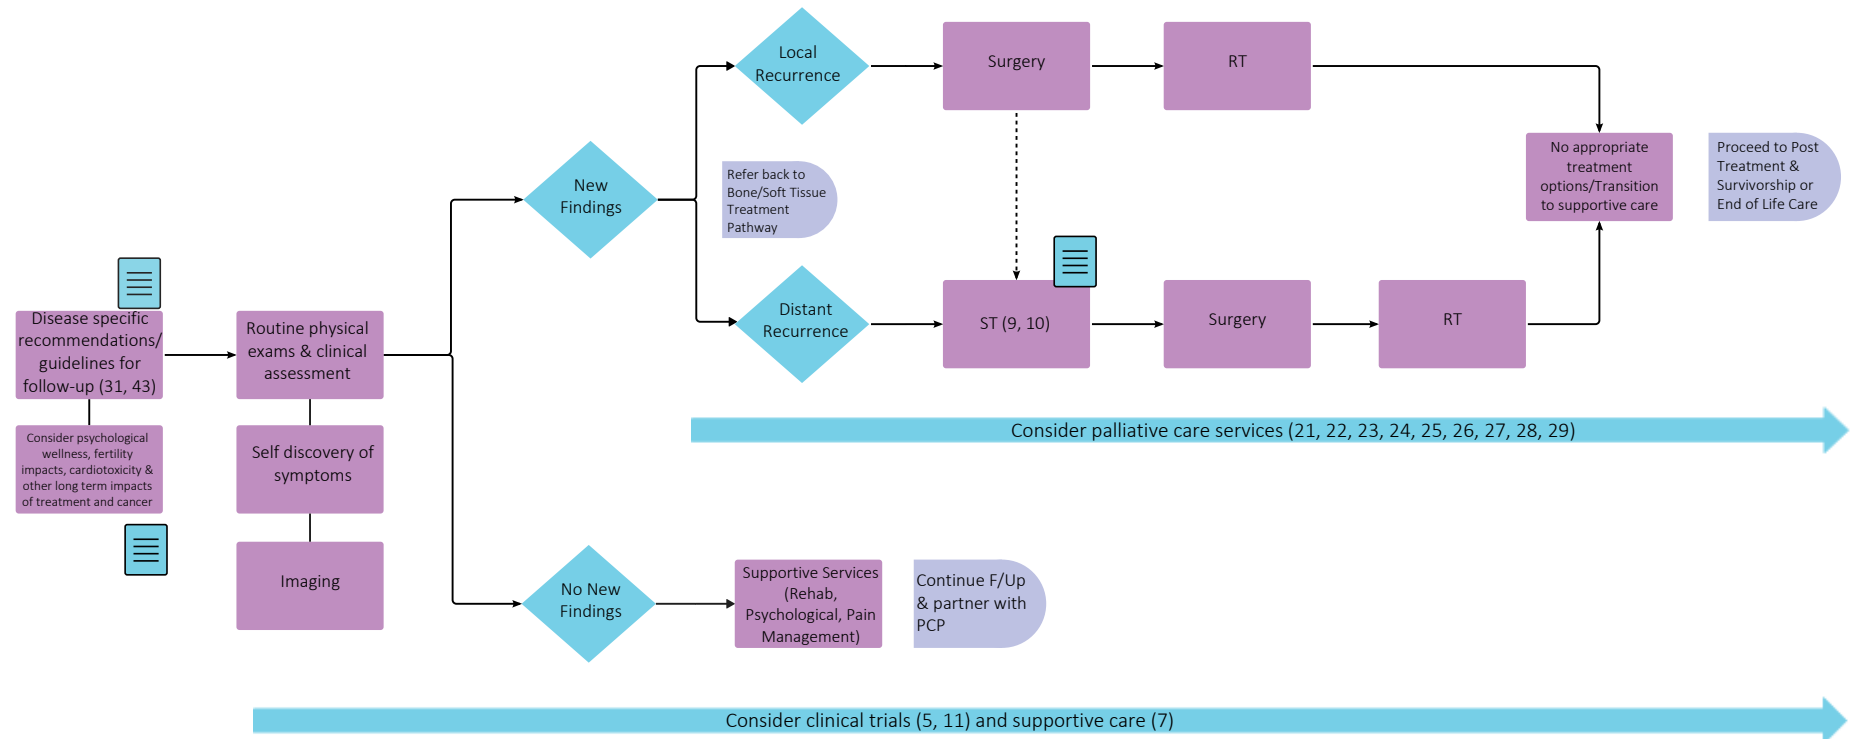 Disease specific
recommendations/
guidelines for
follow-up (31, 43)
Consider psychological
wellness, fertility
impacts, cardiotoxicity &
other long term impacts
of treatment and cancer
Routine physical
exams & clinical
assessment
Self discovery of
symptoms
Imaging
New
Findings
Local
Recurrence
Surgery
RT
Refer back to
Bone/Soft Tissue
Treatment
Pathway
Distant
Recurrence
ST (9, 10)
Surgery
RT
No appropriate
treatment
options/Transition
to supportive care
Proceed to Post
Treatment &
Survivorship or
End of Life Care
Consider palliative care services (21, 22, 23, 24, 25, 26, 27, 28, 29)
No New
Findings
Supportive Services
(Rehab,
Psychological, Pain
Management)
Continue F/Up
& partner with
PCP
Consider clinical trials (5, 11) and supportive care (7)